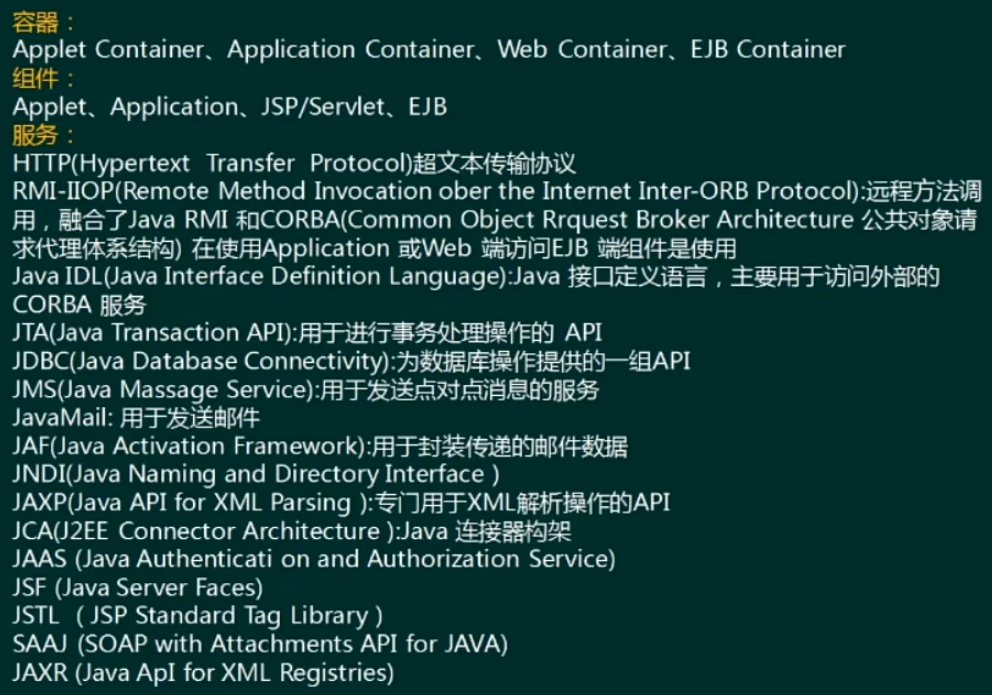 容器：
Applet Container、Application Container、Web Container、EJB Container
组件：
Applet、Application、JSP/Servlet、EJB
服务：
HTTP(Hypertext Transfer Protocol)超文本传输协议
RMI-IIOP(Remote Method Invocation ober the Internet Inter-ORB Protocol):远程方法调
用，融合了Java RMI 和CORBA(Common Object Rrquest Broker Architecture 公共对象请
求代理体系结构) 在使用Application 或Web 端访问EJB 端组件是使用
Java IDL(Java Interface Definition Language):Java 接口定义语言，主要用于访问外部的
CORBA 服务
JTA(Java Transaction API):用于进行事务处理操作的 API
JDBC(Java Database Connectivity):为数据库操作提供的一组API
JMS(Java Massage Service):用于发送点对点消息的服务
JavaMail: 用于发送邮件
JAF(Java Activation Framework):用于封装传递的邮件数据
JNDI(Java Naming and Directory Interface )
JAXP(Java API for XML Parsing ):专门用于XML解析操作的API
JCA(J2EE Connector Architecture ):Java 连接器构架
JAAS (Java Authenticati on and Authorization Service)
JSF (Java Server Faces)
JSTL （ JSP Standard Tag Library ）
SAAJ (SOAP with Attachments API for JAVA)
JAXR (Java ApI for XML Registries)